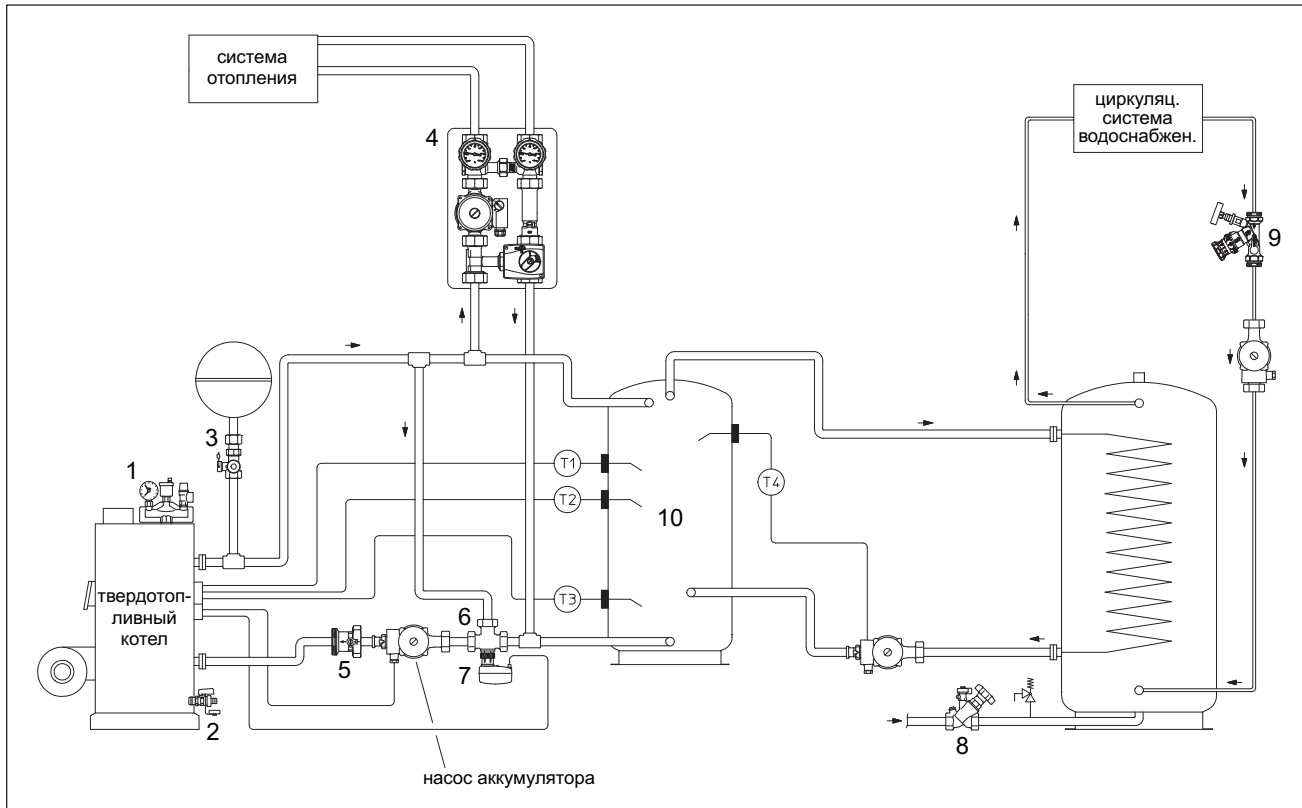 система
отопления
циркуляц.
система
водоснабжен.
4
9
3
1
T1
T4
T2
10
твердотоп-
ливный
котел
T3
6
5
7
2
8
насос аккумулятора